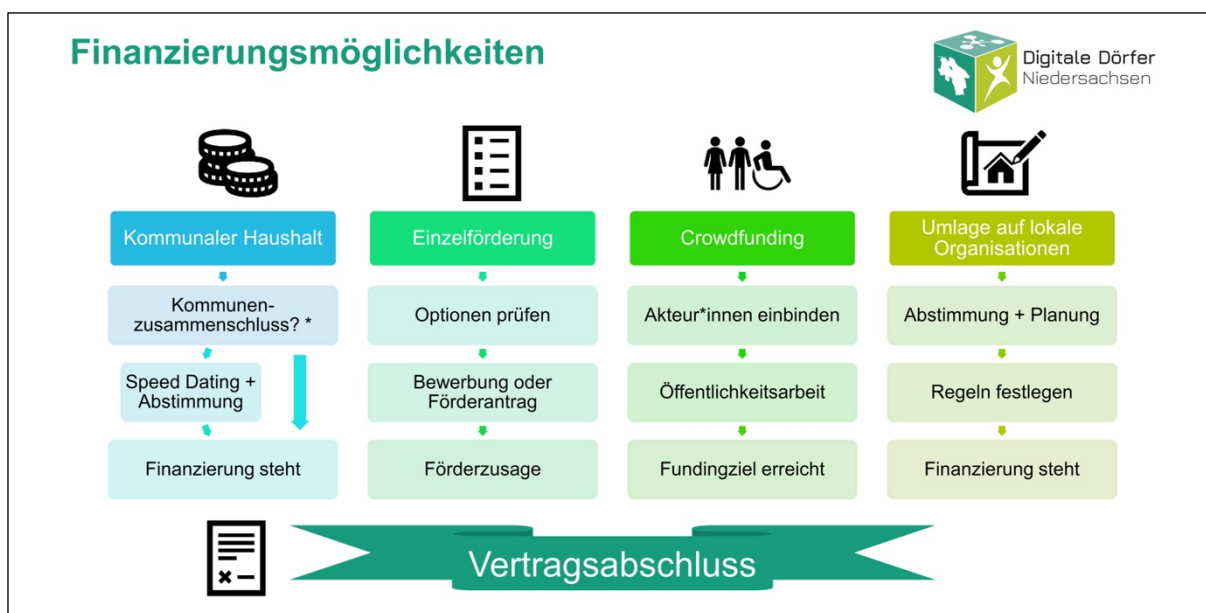 Finanzierungsmöglichkeiten
Digitale Dörfer
Niedersachsen
Kommunaler Haushalt
Kommunen-
zusammenschluss? *
Speed Dating +
Abstimmung
Finanzierung steht
Einzelförderung
Optionen prüfen
Bewerbung oder
Förderantrag
Förderzusage
Crowdfunding
Akteur*innen einbinden
Öffentlichkeitsarbeit
Fundingziel erreicht
Umlage auf lokale
Organisationen
Abstimmung + Planung
Regeln festlegen
Finanzierung steht
Vertragsabschluss